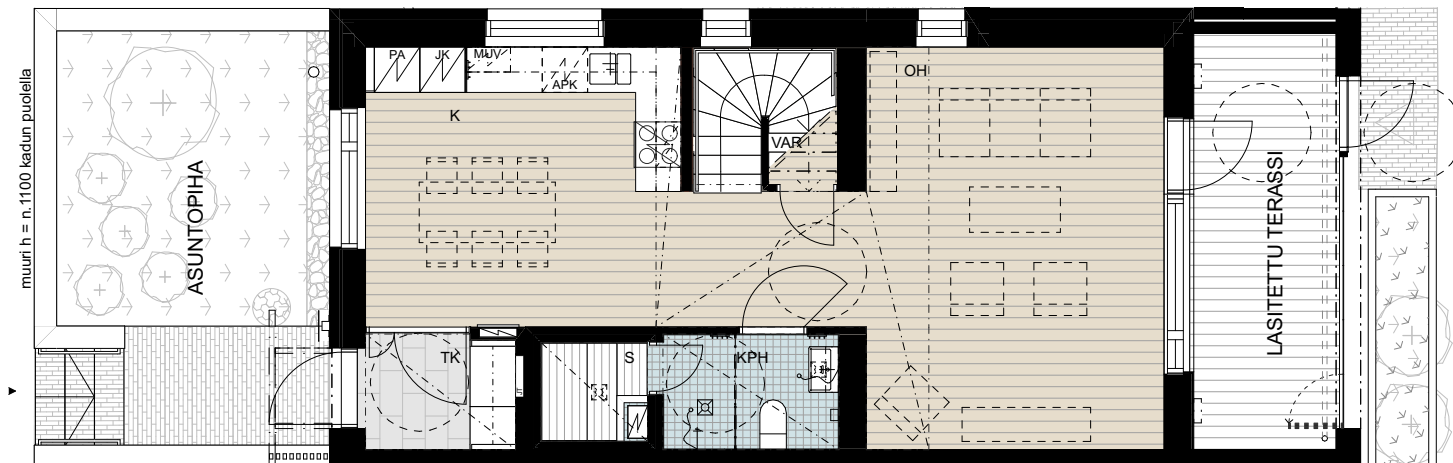 muuri h = n.1100 kadun puolella
ASUNTOPIHA
PA
JK
MUV
APK
K
VAR
OH
LASITETTU TERASSI
TK
S
KPH